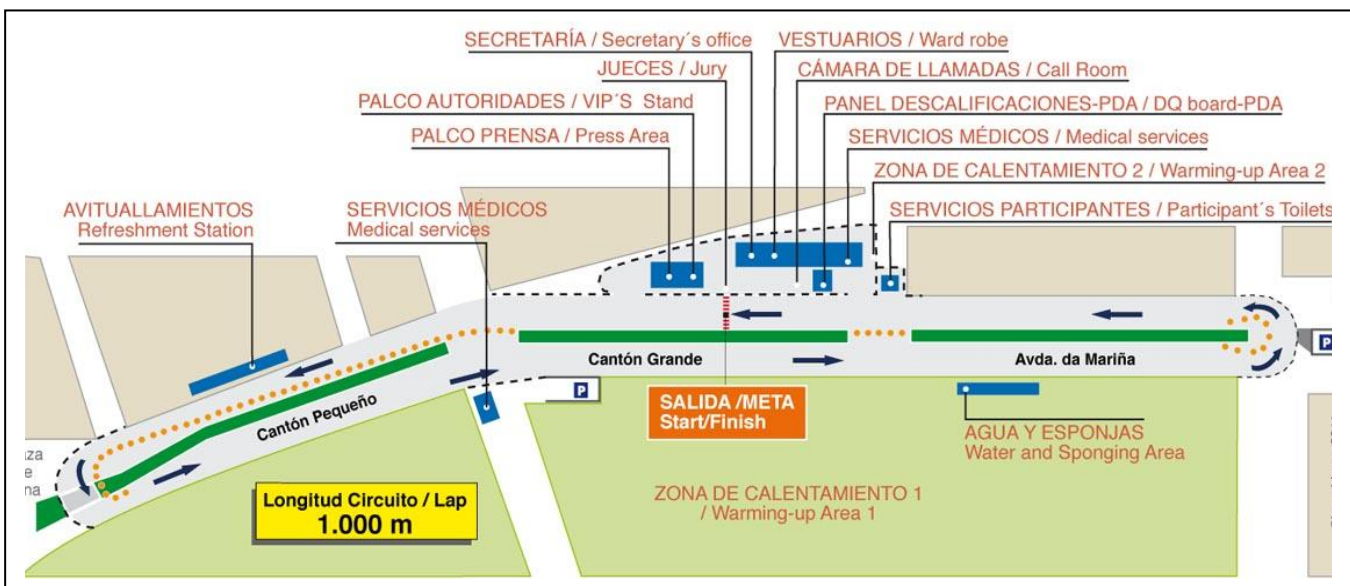 SECRETARÍA / Secretary´s office
VESTUARIOS / Ward robe
JUECES / Jury
CÁMARA DE LLAMADAS / Call Room
PALCO AUTORIDADES / VIP´S Stand
PANEL DESCALIFICACIONES-PDA / DQ board-PDA
PALCO PRENSA / Press Area
SERVICIOS MÉDICOS / Medical services
ZONA DE CALENTAMIENTO 2 / Warming-up Area 2
AVITUALLAMIENTOS
Refreshment Station
SERVICIOS MÉDICOS
Medical services
SERVICIOS PARTICIPANTES / Participant´s Toilets
Cantón Grande
Avda. da Mariña
P
P
Cantón Pequeño
SALIDA /META
Start/Finish
AGUA Y ESPONJAS
Water and Sponging Area
Longitud Circuito / Lap
1.000 m
ZONA DE CALENTAMIENTO 1
/ Warming-up Area 1